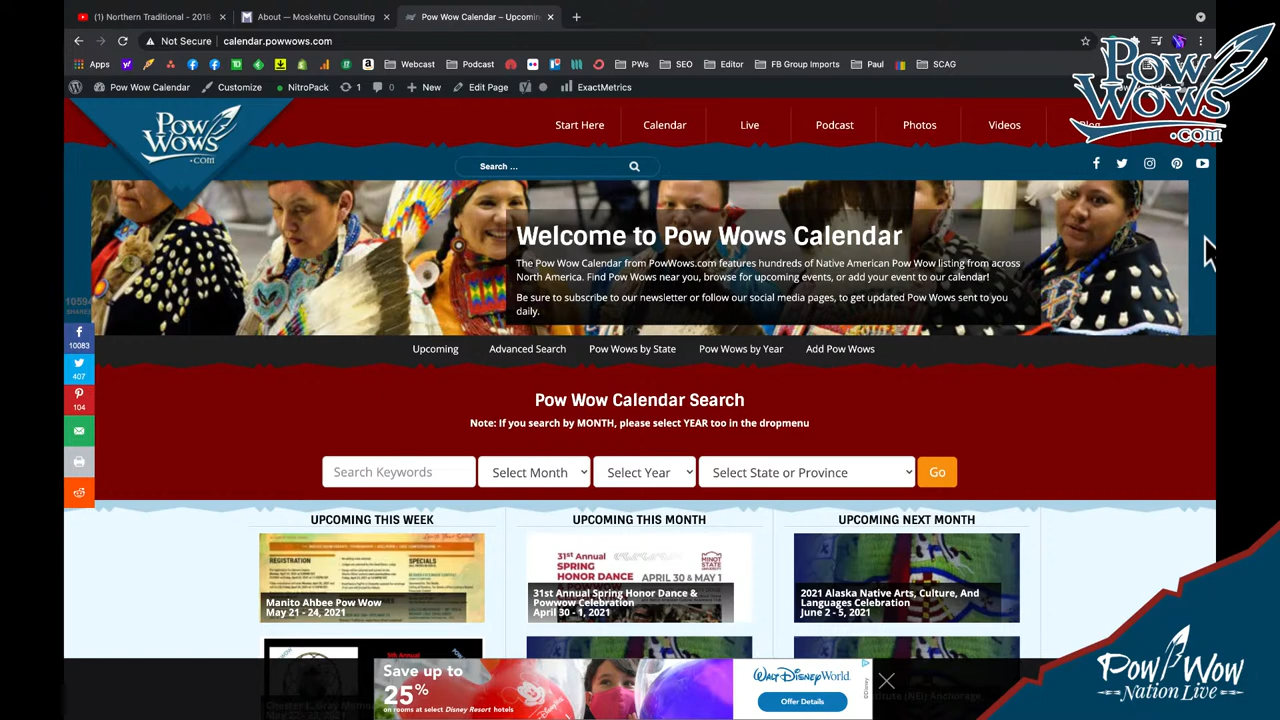 (1) Northern Traditional - 2018
About — Moskehtu Consulting
Pow Wow Calendar – Upcomin
Not Secure | calendar.powwows.com
Apps
Webcast
Podcast
PWs
SEO
Editor
FB Group Imports
Paul
SCAG
Pow Wow Calendar
Customize
NitroPack
1
0
New
Edit Page
ExactMetrics
Pow
Wows
.com
Pow
Wows
.com
Start Here
Calendar
Live
Podcast
Photos
Videos
Blog
Search ...
Welcome to Pow Wows Calendar
The Pow Wow Calendar from PowWows.com features hundreds of Native American Pow Wow listing from across
North America. Find Pow Wows near you, browse for upcoming events, or add your event to our calendar!
Be sure to subscribe to our newsletter or follow our social media pages, to get updated Pow Wows sent to you
daily.
10594
SHARES
10083
407
104
Upcoming
Advanced Search
Pow Wows by State
Pow Wows by Year
Add Pow Wows
Pow Wow Calendar Search
Note: If you search by MONTH, please select YEAR too in the dropmenu
Search Keywords
Select Month
Select Year
Select State or Province
Go
UPCOMING THIS WEEK
REGISTRATION
SPECIALS
Manito Ahbee Pow Wow
May 21 - 24, 2021
UPCOMING THIS MONTH
31st Annual
SPRING
HONOR DANCE
APRIL 30 & MAY 1
MINOT
STATE
31st Annual Spring Honor Dance &
Powwow Celebration
April 30 - 1, 2021
UPCOMING NEXT MONTH
2021 Alaska Native Arts, Culture, And
Languages Celebration
June 2 - 5, 2021
Save up to
25%
on rooms at select Disney Resort hotels
Walt Disney World.
Offer Details
©Disney
Pow Wow
Nation Live